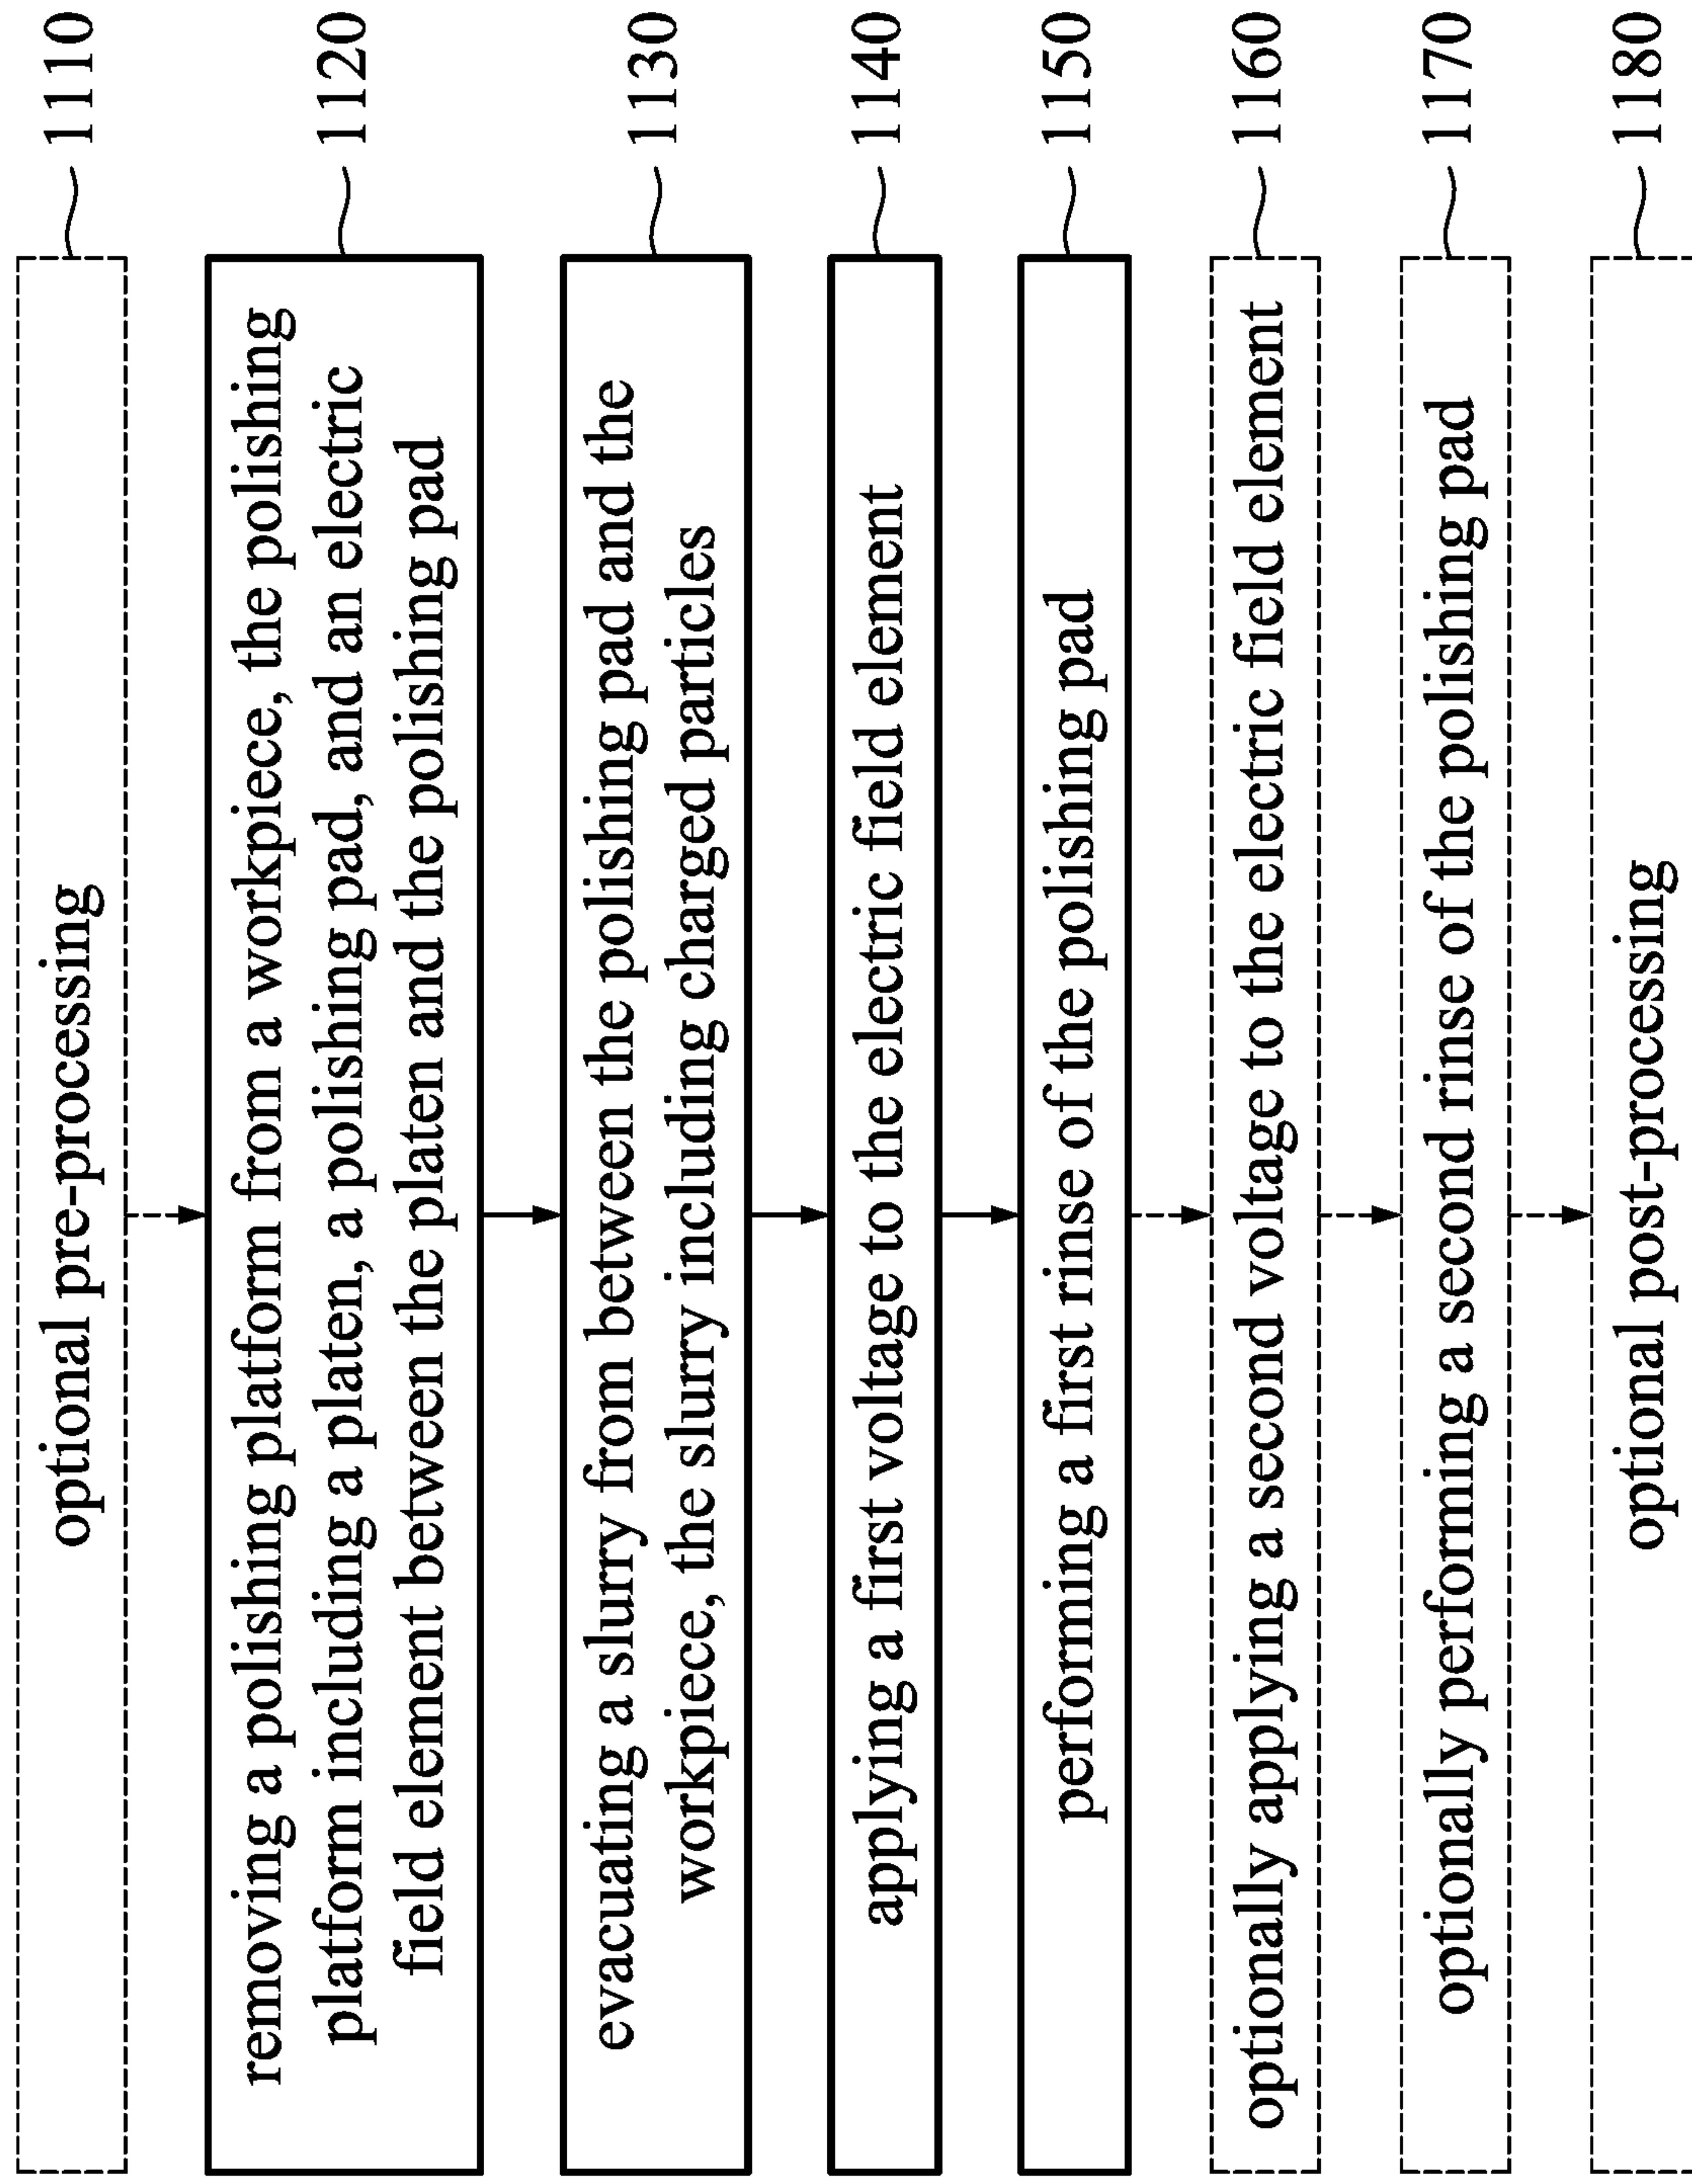 optional pre-processing
1110
removing a polishing platform from a workpiece, the polishing
platform including a platen, a polishing pad, and an electric
field element between the platen and the polishing pad
1120
evacuating a slurry from between the polishing pad and the
workpiece, the slurry including charged particles
1130
applying a first voltage to the electric field element
1140
performing a first rinse of the polishing pad
1150
optionally applying a second voltage to the electric field element
1160
optionally performing a second rinse of the polishing pad
1170
optional post-processing
1180